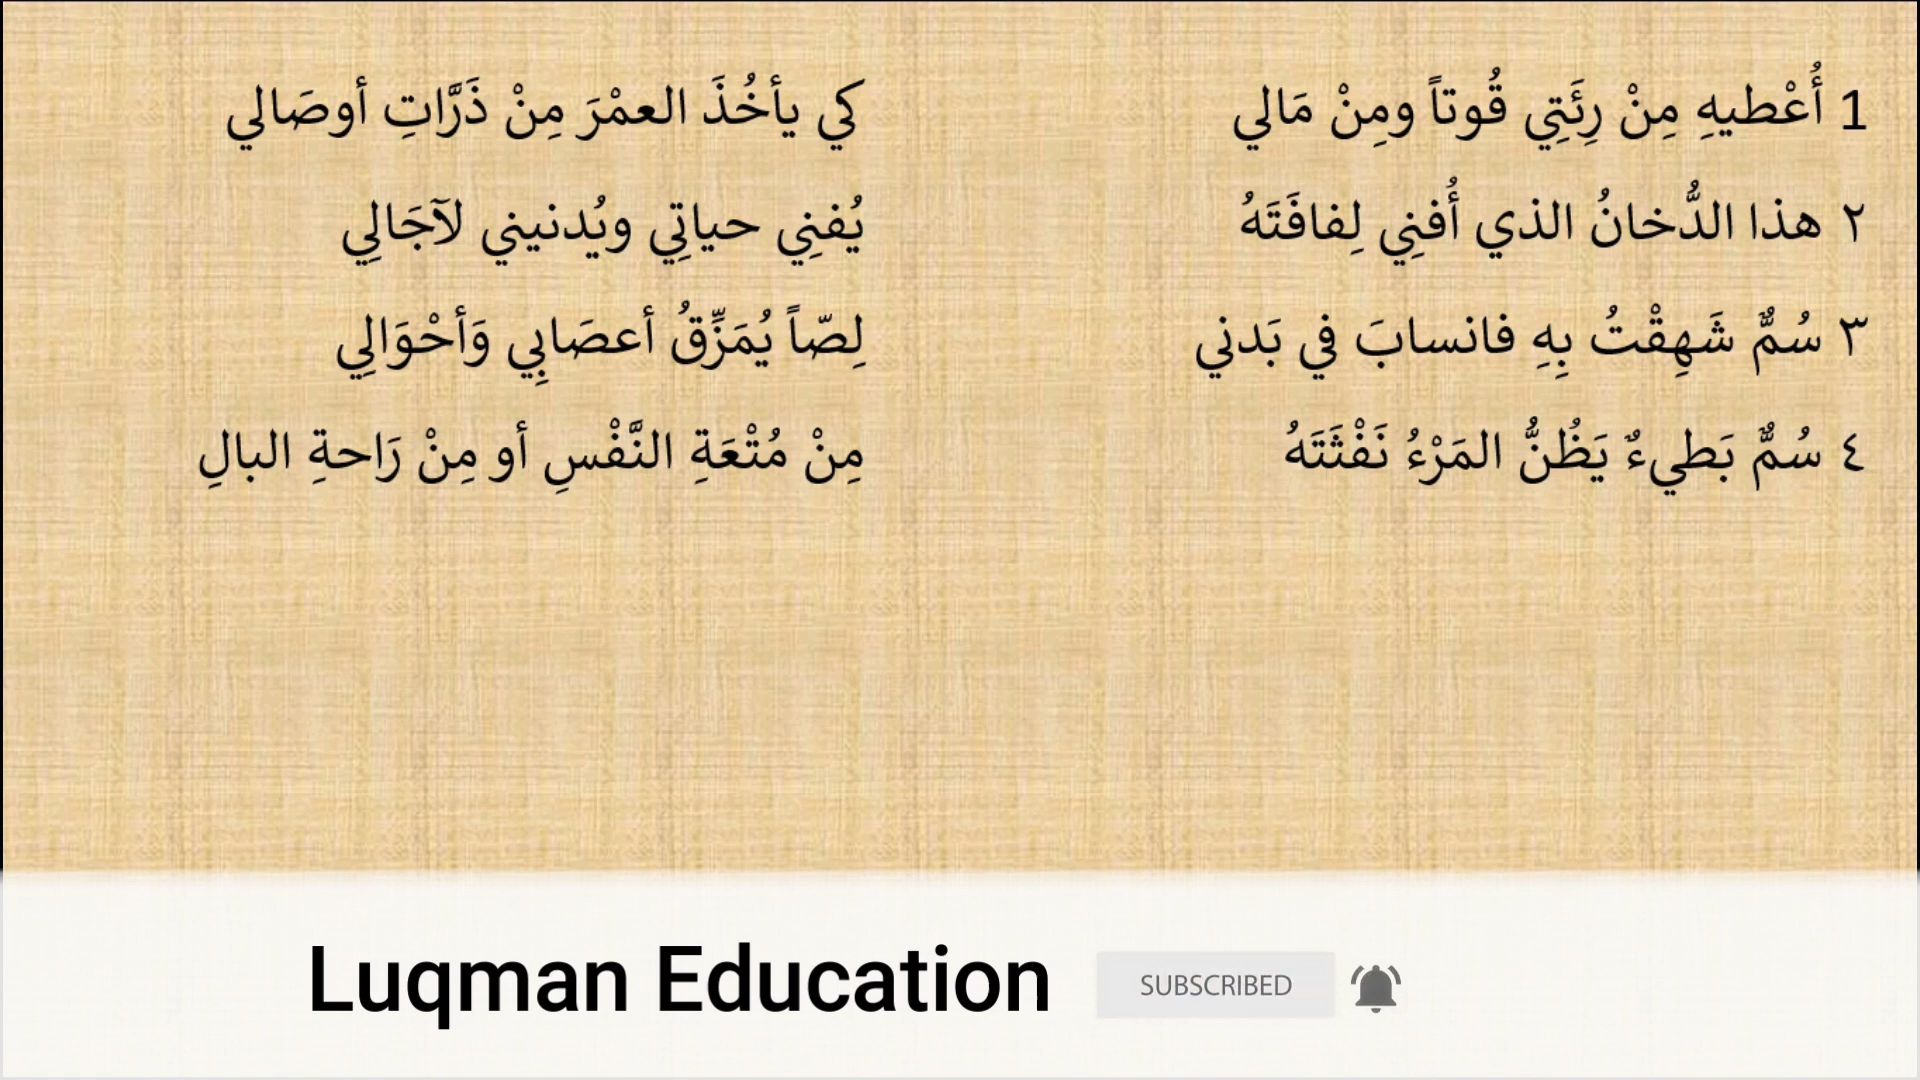 1 أُعْطيهِ مِنْ رِئَتِي قُوتاً ومِنْ مَالي كي يأخُذَ العمْرَ مِنْ ذَرَّاتِ أوصَالي
٢ هذا الدُّخانُ الذي أُفنِي لِفافَتَهُ يُفنِي حياتِي ويُدنيني لآجَالِي
٣ سُمٌّ شَهِقْتُ بِهِ فانسابَ في بَدني لِصّاً يُمَزِّقُ أعصَابِي وَأحْوَالِي
٤ سُمٌّ بَطيءٌ يَظُنُّ المَرْءُ نَفْثَتَهُ مِنْ مُتْعَةِ النَّفْسِ أو مِنْ رَاحةِ البالِ
Luqman Education SUBSCRIBED